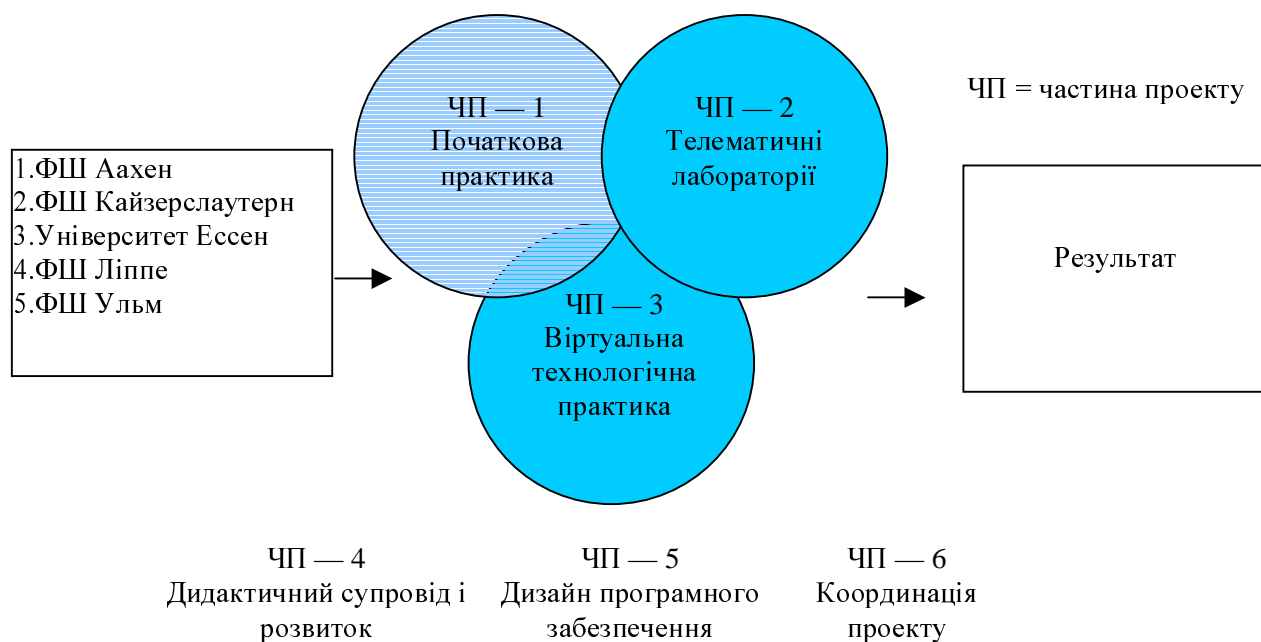 ЧП — 1
Початкова
практика
ЧП — 2
Телематичні
лабораторії
ЧП = частина проекту
1.ФШ Аахен
2.ФШ Кайзерслаутерн
3.Університет Ессен
4.ФШ Ліппе
5.ФШ Ульм
Результат
ЧП — 3
Віртуальна
технологічна
практика
ЧП — 4
Дидактичний супровід і
розвиток
ЧП — 5
Дизайн програмного
забезпечення
ЧП — 6
Координація
проекту